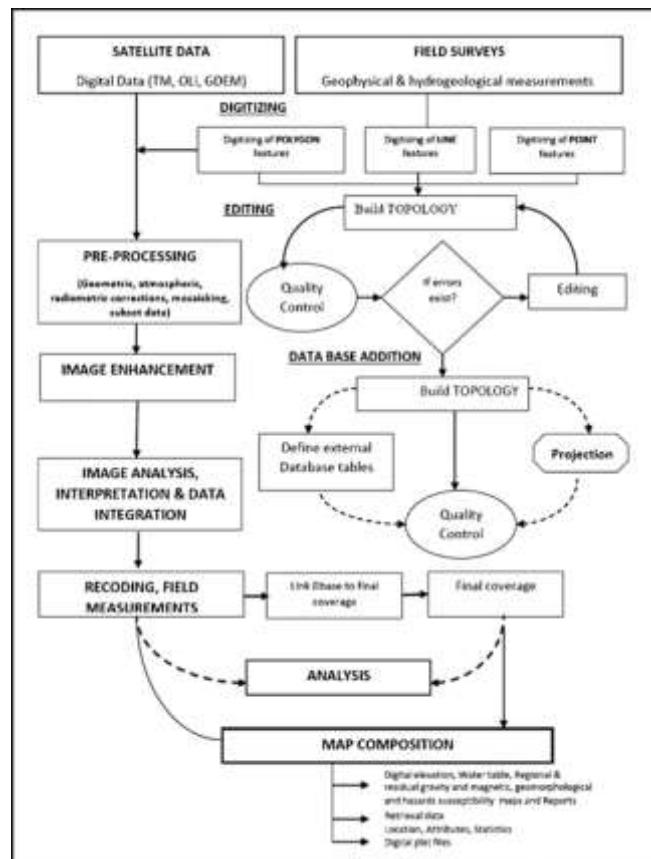 SATELLITE DATA
Digital Data (TM, OLI, GDEM)
FIELD SURVEYS
Geophysical & hydrogeological measurements
DIGITIZING
Digitizing of POLYGON
features
Digitizing of LINE
features
Digitizing of POINT
features
EDITING
Build TOPOLOGY
PRE-PROCESSING
(Geometric, atmospheric,
radiometric corrections, mosaicking,
subset data)
Quality
Control
If errors
exist?
Editing
DATA BASE ADDITION
IMAGE ENHANCEMENT
Build TOPOLOGY
Define external
Database tables
Projection
IMAGE ANALYSIS,
INTERPRETATION & DATA
INTEGRATION
Quality
Control
RECODING, FIELD
MEASUREMENTS
Link Dbase to final
coverage
Final coverage
ANALYSIS
MAP COMPOSITION
Digital elevation, Water table, Regional &
residual gravity and magnetic, geomorphological
and hazards susceptibility maps and Reports
Retrieval data
Location, Attributes, Statistics
Digital plot files